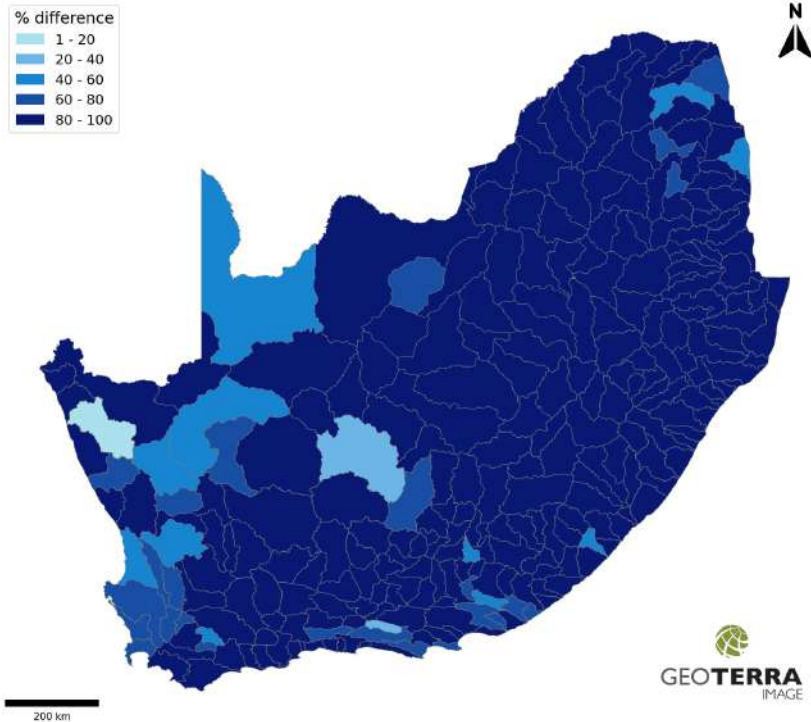 % difference
1 - 20
20 - 40
40 - 60
60 - 80
80 - 100
N
GEOTERRA
IMAGE
200 km